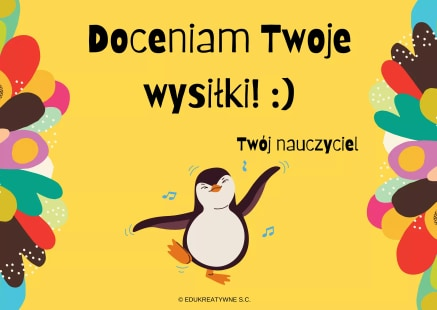 Doceniam Twoje
wysiłki! :)
Twój nauczyciel
© EDUKREATYWNE S.C.